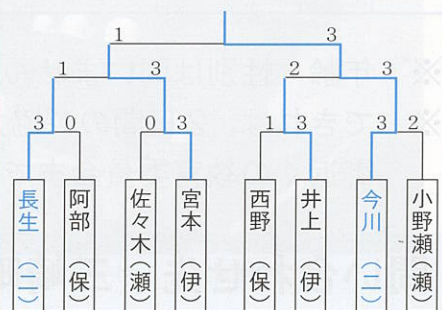 1 3
1 3 2 3
3 0 0 3 1 3 3 2
長生(二)
阿部(保)
佐々木(瀬)
宮本(伊)
西野(保)
井上(伊)
今川(二)
小野瀬(瀬)